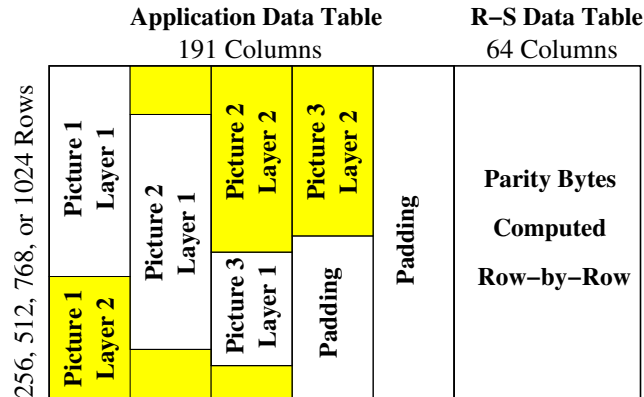 Application Data Table
191 Columns
R–S Data Table
64 Columns
256, 512, 768, or 1024 Rows
Picture 1
Layer 1
Picture 1
Layer 2
Picture 2
Layer 1
Picture 2
Layer 2
Picture 3
Layer 1
Picture 3
Layer 2
Padding
Padding
Parity Bytes
Computed
Row–by–Row